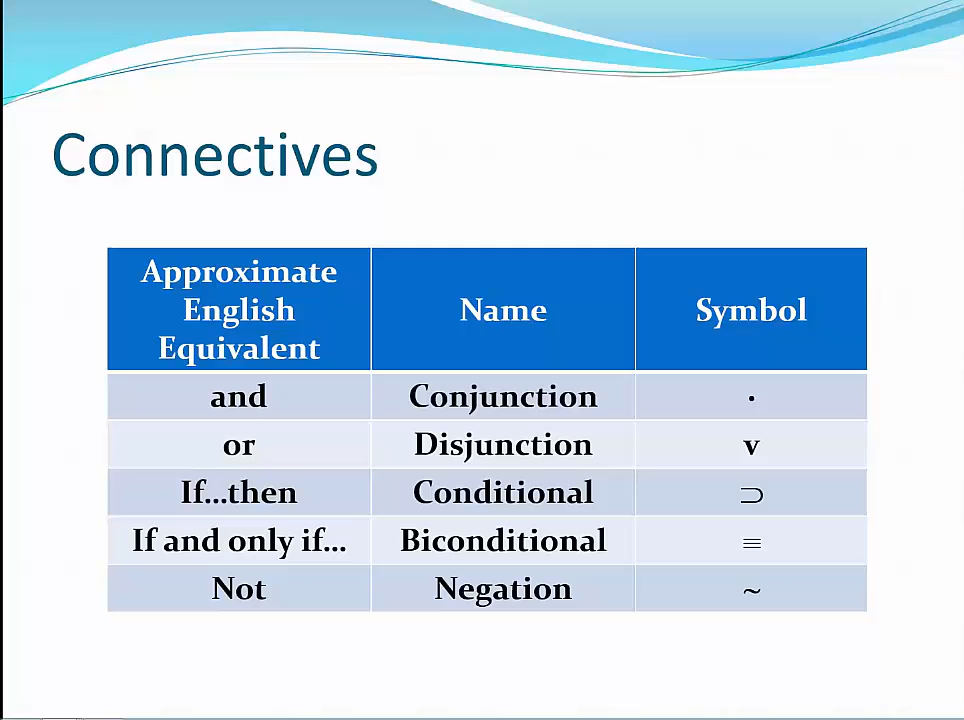 Connectives
Approximate
English
Equivalent
Name
Symbol
and
Conjunction
·
or
Disjunction
v
If...then
Conditional
⊃
If and only if...
Biconditional
≡
Not
Negation
~